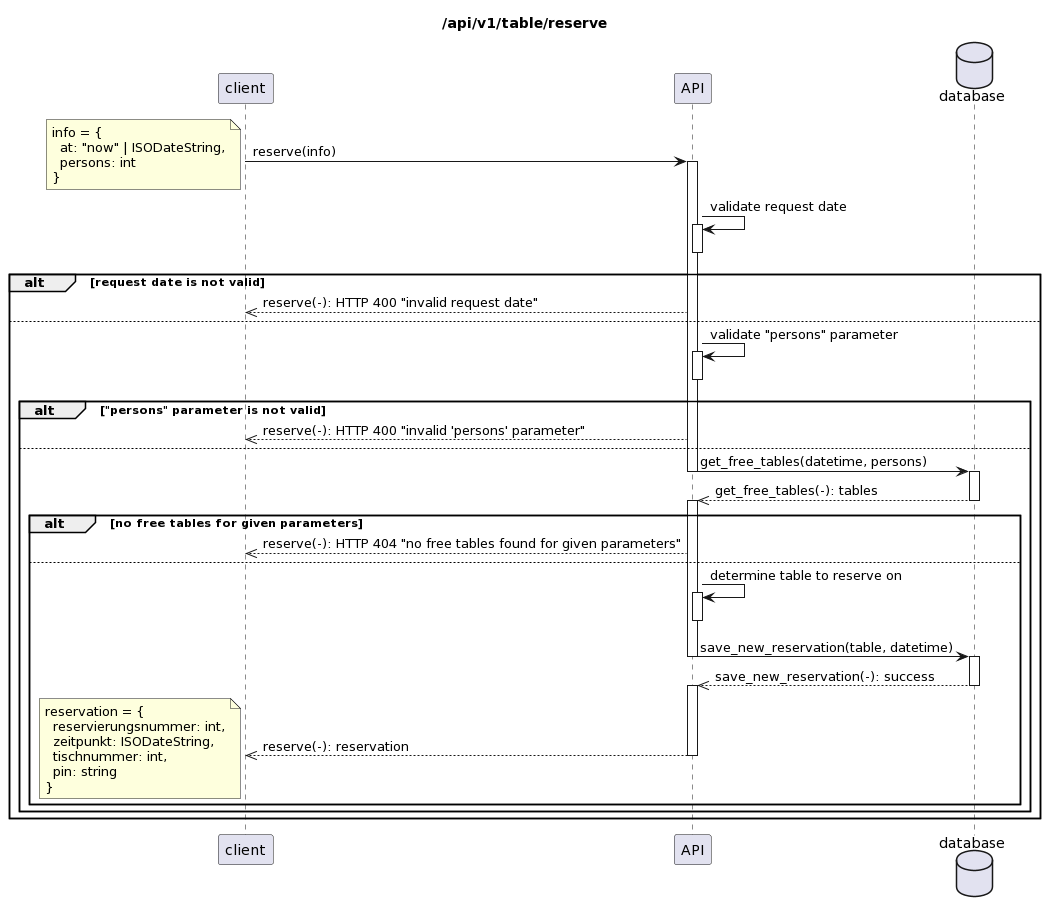 /api/v1/table/reserve
client
API
database
info = {
at: "now" | ISODateString,
persons: int
}
reserve(info)
validate request date
alt
[request date is not valid]
reserve(-): HTTP 400 "invalid request date"
validate "persons" parameter
alt
["persons" parameter is not valid]
reserve(-): HTTP 400 "invalid 'persons' parameter"
get_free_tables(datetime, persons)
get_free_tables(-): tables
alt
[no free tables for given parameters]
reserve(-): HTTP 404 "no free tables found for given parameters"
determine table to reserve on
save_new_reservation(table, datetime)
save_new_reservation(-): success
reservation = {
reservierungsnummer: int,
zeitpunkt: ISODateString,
tischnummer: int,
pin: string
}
reserve(-): reservation
client
API
database